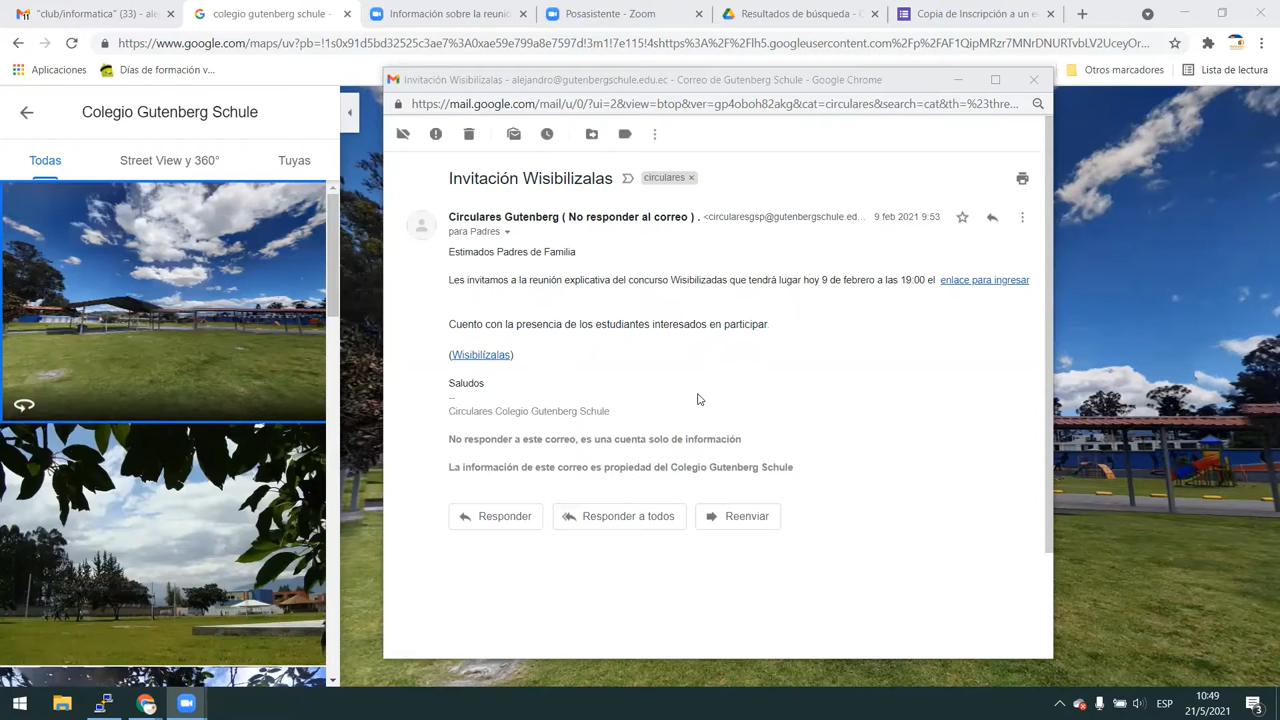 "club/informatica" (33) - ale
colegio gutenberg schule -
Información sobre la reunión
Posasistente - Zoom
Resultados de búsqueda - C
Copia de Inscripció a un e
https://www.google.com/maps/uv?pb=!1s0x91d5bd32525c3ae7%3A0xae59e799a8e7597d!3m1!7e115!4shttps%3A%2F%2Flh5.googleusercontent.com%2Fp%2FAF1QipMRzr7MNrDNURTvbLV2UceyOr...
Aplicaciones
Días de formación v...
Otros marcadores
Lista de lectura
Invitación Wisibilizalas - alejandro@gutenbergschule.edu.ec - Correo de Gutenberg Schule - Google Chrome
https://mail.google.com/mail/u/0/?ui=2&view=btop&ver=gp4oboh82akg&cat=circulares&search=cat&th=%23thre...
Colegio Gutenberg Schule
Todas
Street View y 360°
Tuyas
Invitación Wisibilizalas
circulares ×
Circulares Gutenberg ( No responder al correo ) . <circularesgsp@gutenbergschule.ed...
9 feb 2021 9:53
para Padres
Estimados Padres de Familia
Les invitamos a la reunión explicativa del concurso Wisibilizadas que tendrá lugar hoy 9 de febrero a las 19:00 el enlace para ingresar
Cuento con la presencia de los estudiantes interesados en participar.
(Wisibilízalas)
Saludos
--
Circulares Colegio Gutenberg Schule
No responder a este correo, es una cuenta solo de información
La información de este correo es propiedad del Colegio Gutenberg Schule
Responder
Responder a todos
Reenviar
ESP
10:49
21/5/2021
3